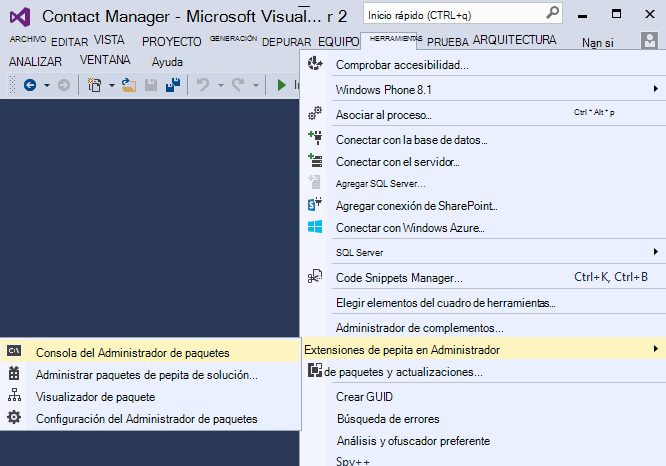 Contact Manager - Microsoft Visual... r 2
Inicio rápido (CTRL+q)
ARCHIVO EDITAR VISTA PROYECTO GENERACIÓN DEPURAR EQUIPO HERRAMIENTAS PRUEBA ARQUITECTURA Nan si
ANALIZAR VENTANA Ayuda
Comprobar accesibilidad...
Windows Phone 8.1
Asociar al proceso... Ctrl * Alt * p
Conectar con la base de datos...
Conectar con el servidor...
Agregar SQL Server...
Agregar conexión de SharePoint...
Conectar con Windows Azure...
SQL Server
Code Snippets Manager... Ctrl+K, Ctrl+B
Elegir elementos del cuadro de herramientas...
Administrador de complementos...
Extensiones de pepita en Administrador
de paquetes y actualizaciones...
Crear GUID
Búsqueda de errores
Análisis y ofuscador preferente
Spy++
C:\
Consola del Administrador de paquetes
Administrar paquetes de pepita de solución...
Visualizador de paquete
Configuración del Administrador de paquetes